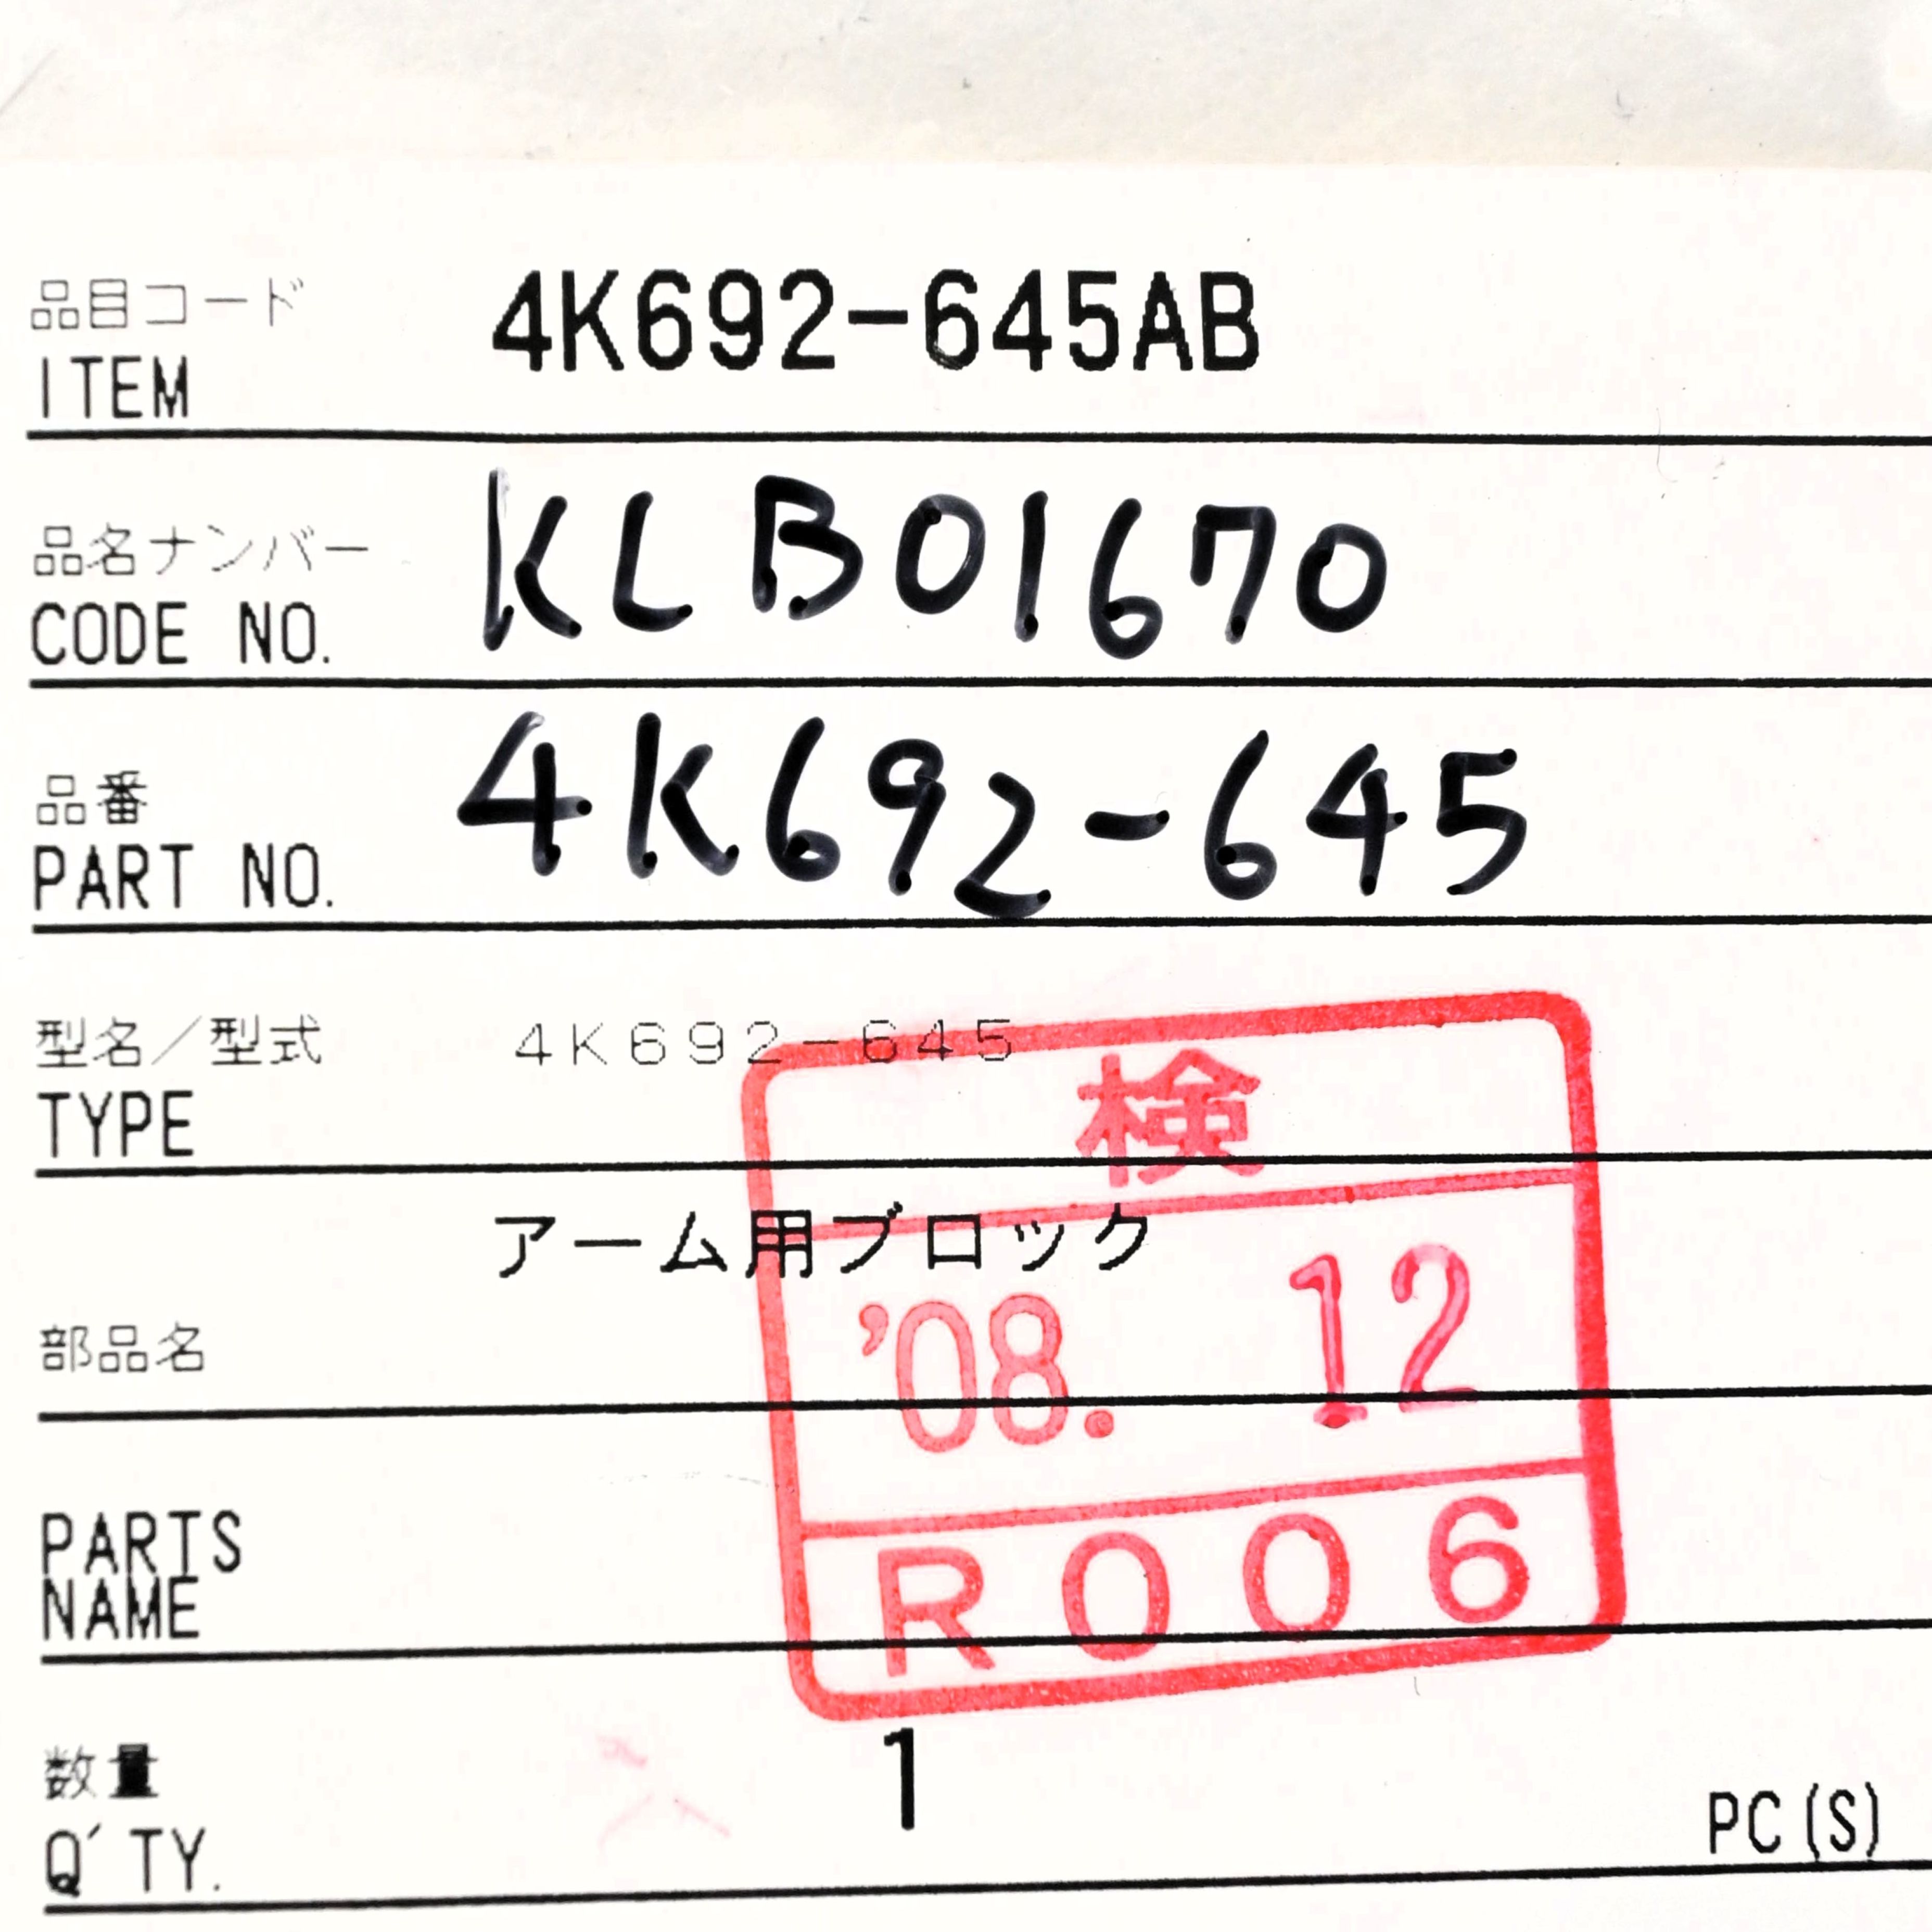 品目コード 4K692-645AB
ITEM
品名ナンバー KLB01670
CODE NO.
品番 4K692-645
PART NO.
型名／型式 4K692-645
TYPE
検
アーム用ブロック
'08. 12
部品名
R006
PARTS
NAME
数量 1
Q'TY. PC(S)